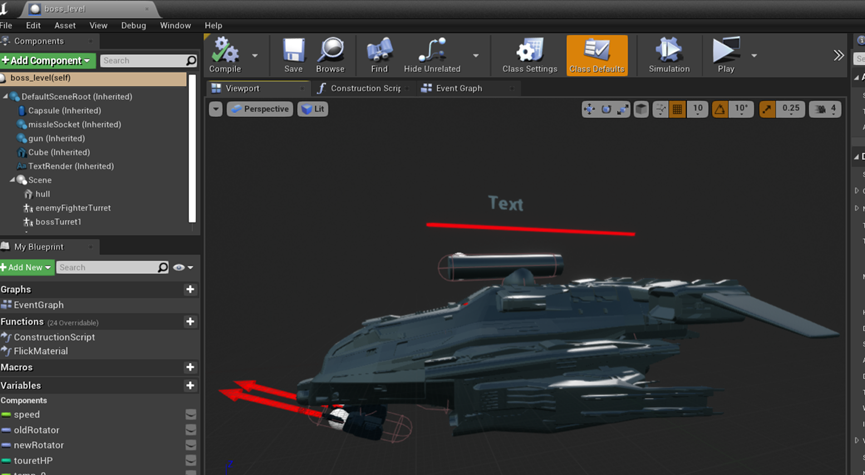 boss_level
File Edit Asset View Debug Window Help
Components
Add Component
Search
boss_level(self)
DefaultSceneRoot (Inherited)
Capsule (Inherited)
missleSocket (Inherited)
gun (Inherited)
Cube (Inherited)
TextRender (Inherited)
Scene
hull
enemyFighterTurret
bossTurret1
My Blueprint
Add New
Search
Graphs
EventGraph
Functions (24 Overridable)
ConstructionScript
FlickMaterial
Macros
Variables
Components
speed
oldRotator
newRotator
touretHP
Compile Save Browse Find Hide Unrelated Class Settings Class Defaults Simulation Play
Viewport Construction Scrip Event Graph
Perspective Lit 10 10° 0.25 4
Text